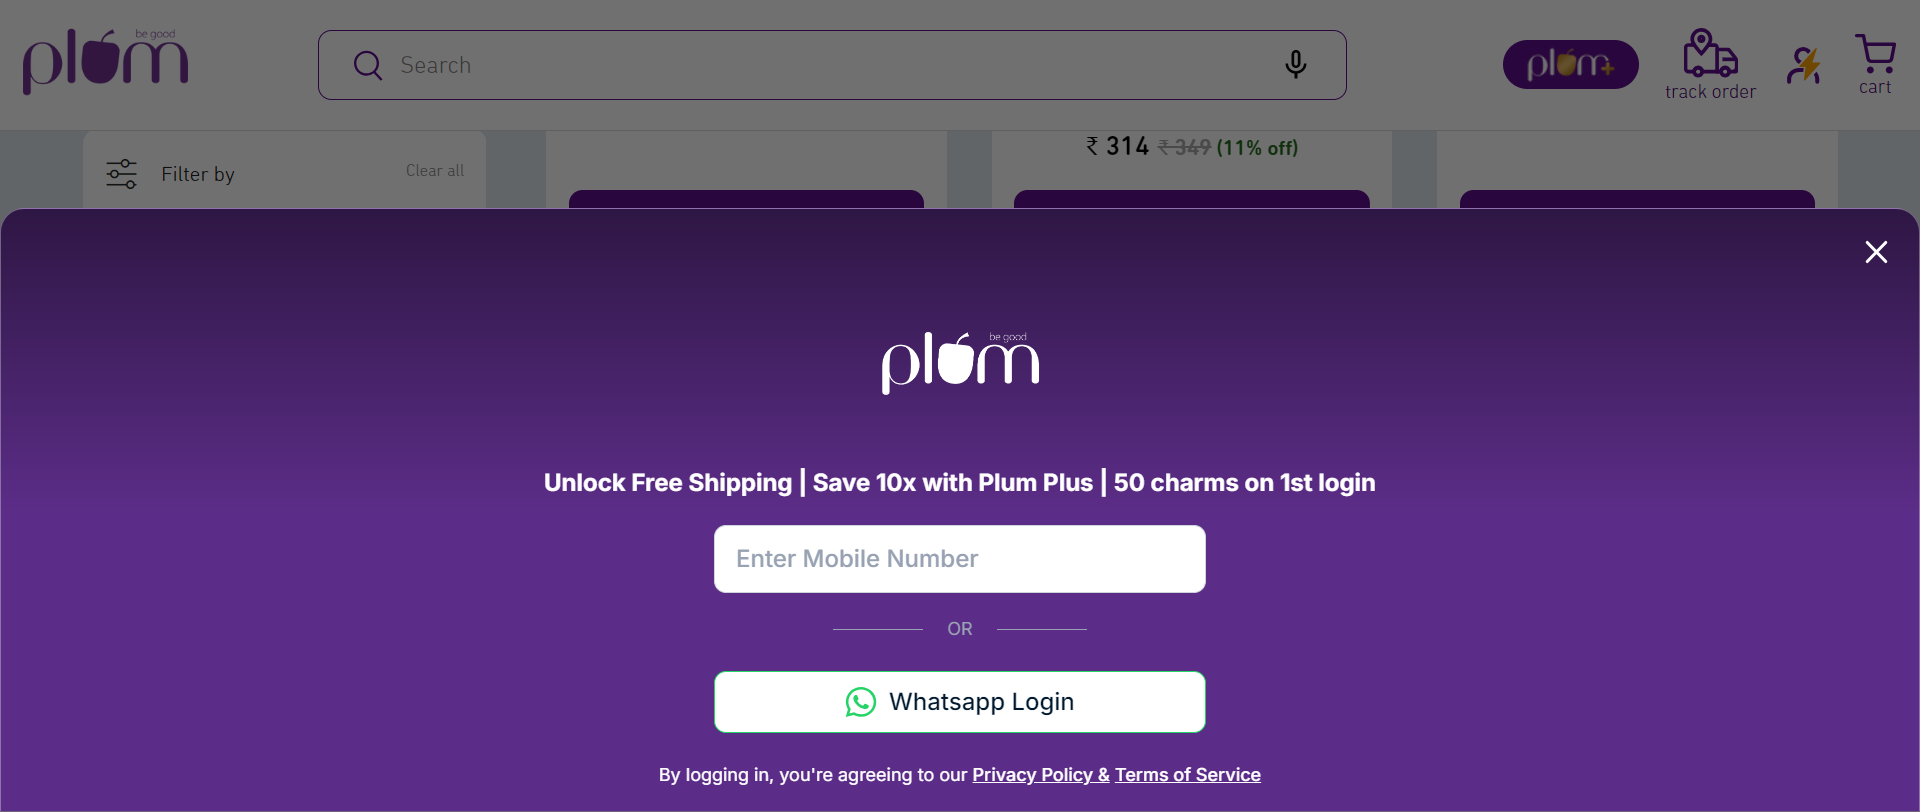 be good
plum
Search
plum+
track order
cart
Filter by
Clear all
₹ 314 ₹ 349 (11% off)
be good
plum
Unlock Free Shipping | Save 10x with Plum Plus | 50 charms on 1st login
Enter Mobile Number
OR
Whatsapp Login
By logging in, you're agreeing to our Privacy Policy & Terms of Service